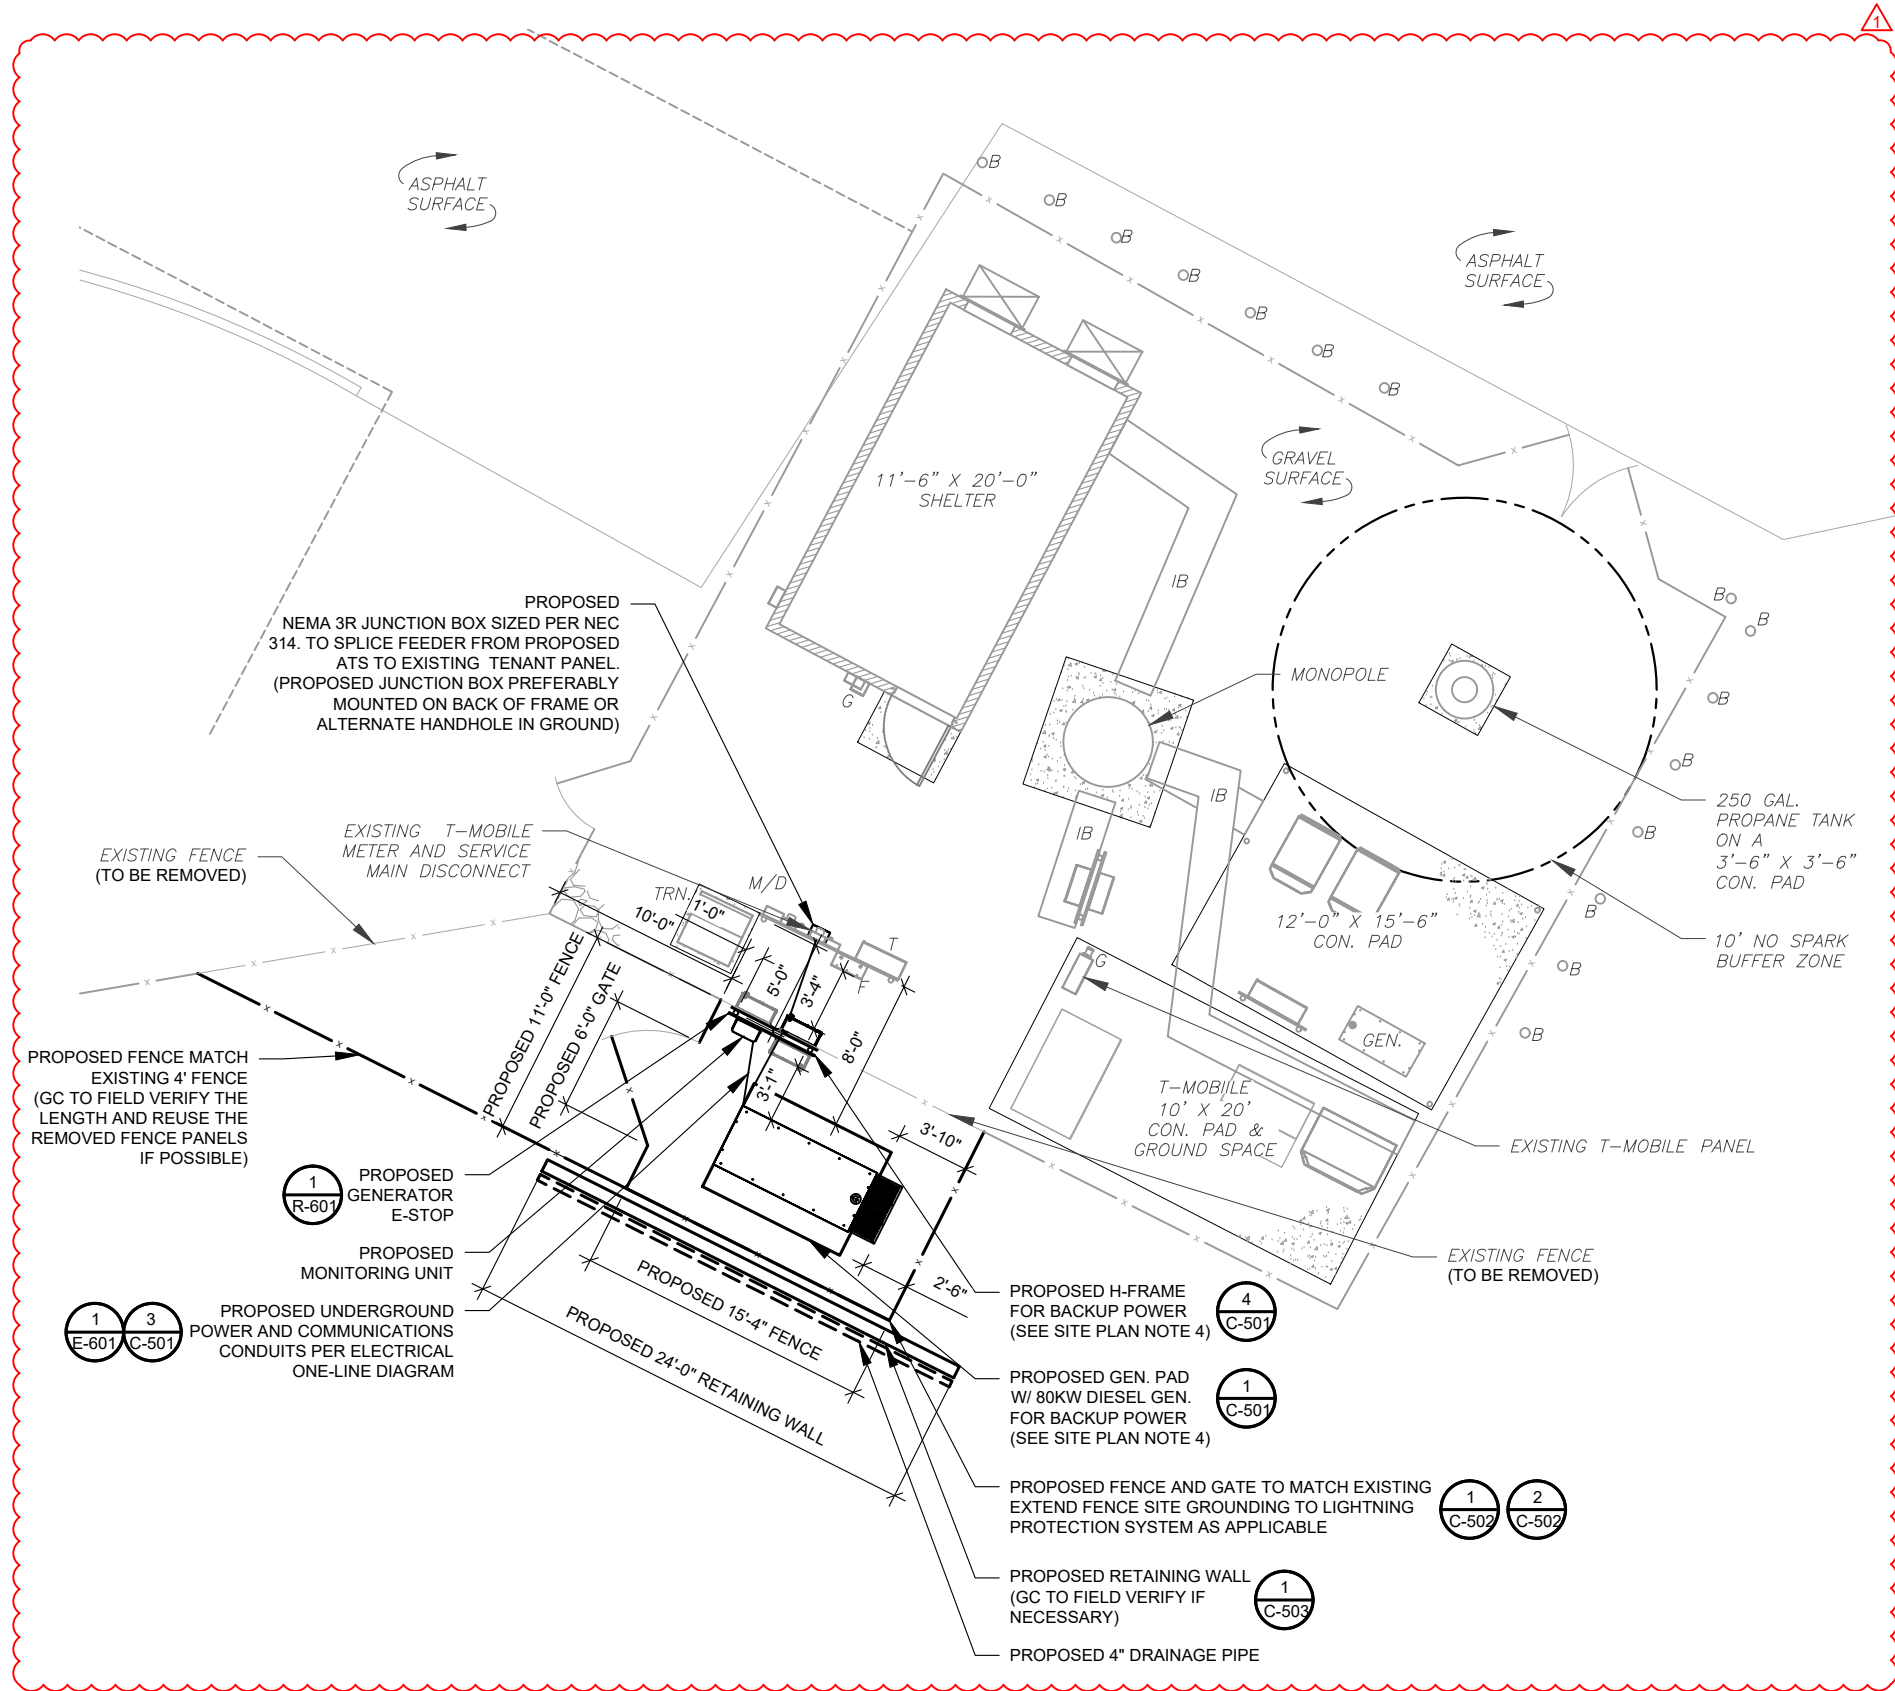 1
B
B
B
B
B
B
B
ASPHALT
SURFACE
ASPHALT
SURFACE
GRAVEL
SURFACE
11'-6" X 20'-0"
SHELTER
IB
B
B
B
B
B
B
B
B
PROPOSED
NEMA 3R JUNCTION BOX SIZED PER NEC
314. TO SPLICE FEEDER FROM PROPOSED
ATS TO EXISTING TENANT PANEL.
(PROPOSED JUNCTION BOX PREFERABLY
MOUNTED ON BACK OF FRAME OR
ALTERNATE HANDHOLE IN GROUND)
G
MONOPOLE
IB
IB
250 GAL.
PROPANE TANK
ON A
3'-6" X 3'-6"
CON. PAD
EXISTING T-MOBILE
METER AND SERVICE
MAIN DISCONNECT
EXISTING FENCE
(TO BE REMOVED)
TRN.
M/D
10'-0"
1'-0"
T
F
5'-0"
3'-4"
8'-0"
3'-1"
12'-0" X 15'-6"
CON. PAD
10' NO SPARK
BUFFER ZONE
G
GEN.
PROPOSED 11'-0" FENCE
PROPOSED 6'-0" GATE
PROPOSED FENCE MATCH
EXISTING 4' FENCE
(GC TO FIELD VERIFY THE
LENGTH AND REUSE THE
REMOVED FENCE PANELS
IF POSSIBLE)
T-MOBILE
10' X 20'
CON. PAD &
GROUND SPACE
3'-10"
EXISTING T-MOBILE PANEL
1
R-601
PROPOSED
GENERATOR
E-STOP
PROPOSED
MONITORING UNIT
EXISTING FENCE
(TO BE REMOVED)
2'-6"
PROPOSED 15'-4" FENCE
PROPOSED 24'-0" RETAINING WALL
1
E-601
3
C-501
PROPOSED UNDERGROUND
POWER AND COMMUNICATIONS
CONDUITS PER ELECTRICAL
ONE-LINE DIAGRAM
PROPOSED H-FRAME
FOR BACKUP POWER
(SEE SITE PLAN NOTE 4)
4
C-501
PROPOSED GEN. PAD
W/ 80KW DIESEL GEN.
FOR BACKUP POWER
(SEE SITE PLAN NOTE 4)
1
C-501
PROPOSED FENCE AND GATE TO MATCH EXISTING
EXTEND FENCE SITE GROUNDING TO LIGHTNING
PROTECTION SYSTEM AS APPLICABLE
1
C-502
2
C-502
PROPOSED RETAINING WALL
(GC TO FIELD VERIFY IF
NECESSARY)
1
C-503
PROPOSED 4" DRAINAGE PIPE